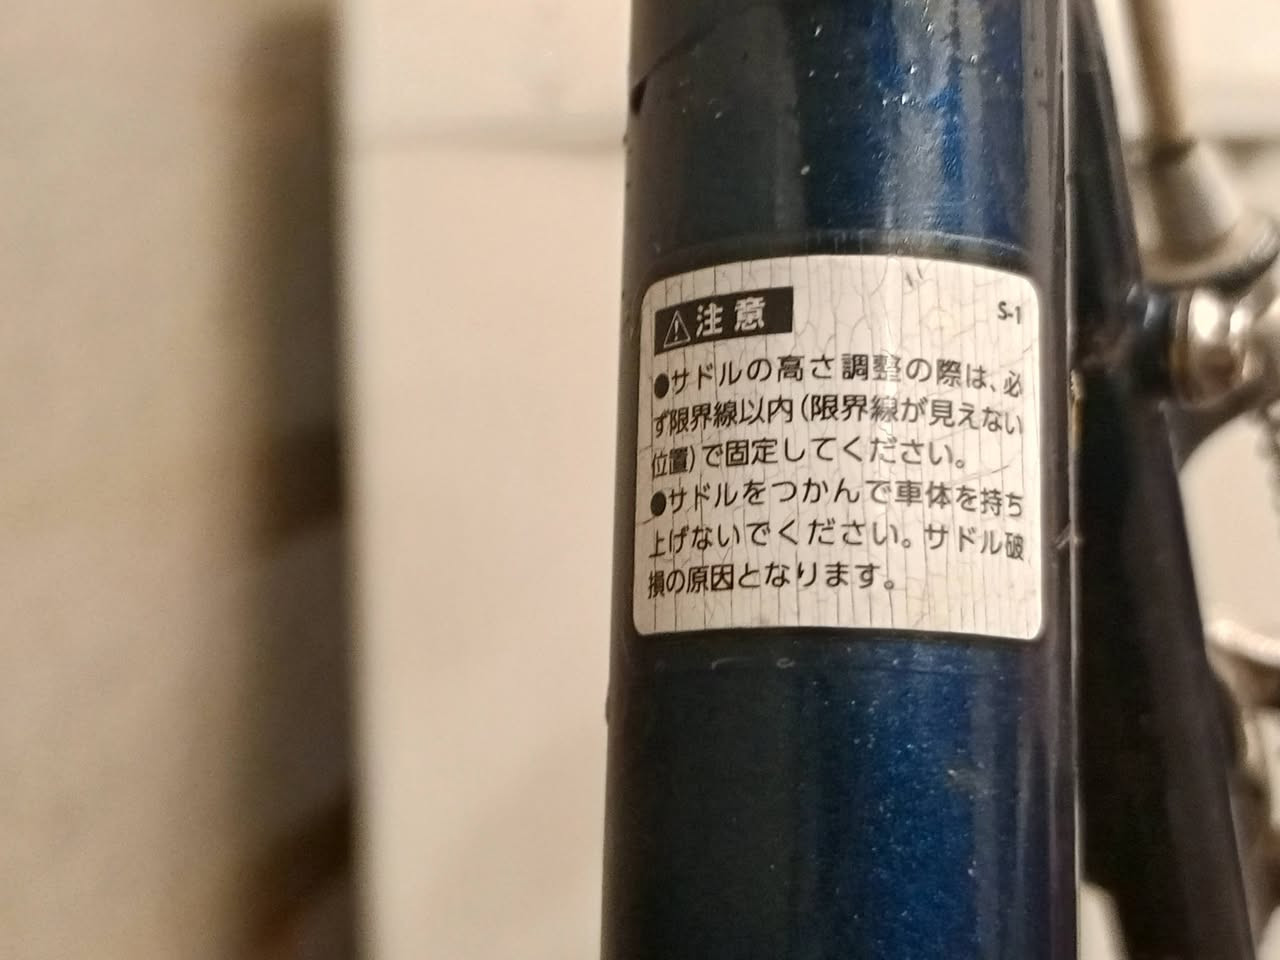 ⚠注意
S-1
●サドルの高さ調整の際は、必
ず限界線以内(限界線が見えない
位置)で固定してください。
●サドルをつかんで車体を持ち
上げないでください。サドル破
損の原因となります。